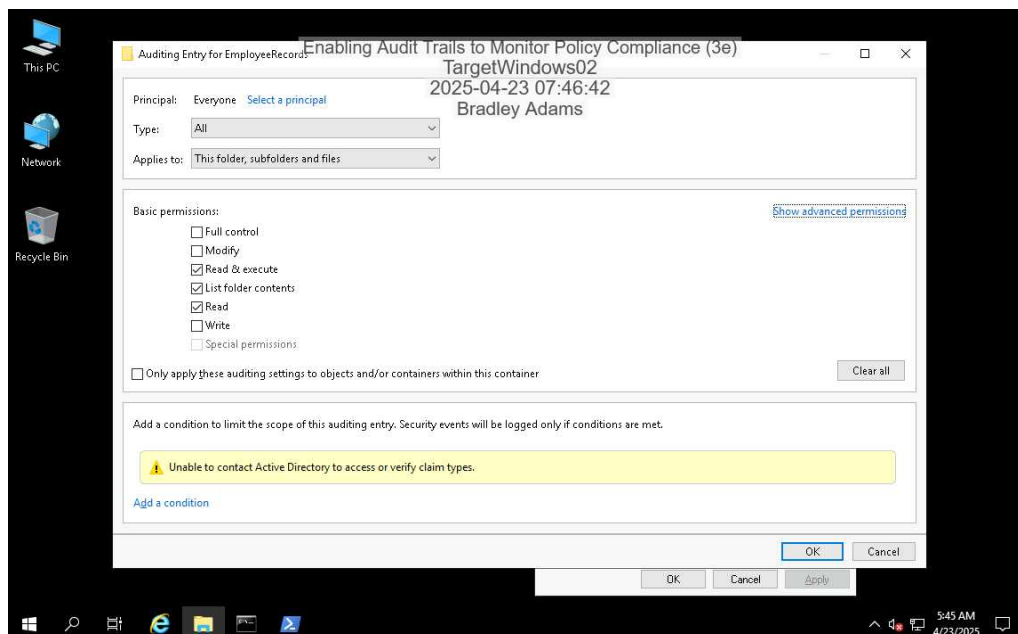 This PC
Network
Recycle Bin
Enabling Audit Trails to Monitor Policy Compliance (3e)
TargetWindows02
2025-04-23 07:46:42
Bradley Adams
Auditing Entry for EmployeeRecords
Principal: Everyone Select a principal
Type: All
Applies to: This folder, subfolders and files
Basic permissions: Show advanced permissions
Full control
Modify
Read & execute
List folder contents
Read
Write
Special permissions
Only apply these auditing settings to objects and/or containers within this container Clear all
Add a condition to limit the scope of this auditing entry. Security events will be logged only if conditions are met.
Unable to contact Active Directory to access or verify claim types.
Add a condition
OK Cancel
OK Cancel Apply
5:45 AM
4/23/2025